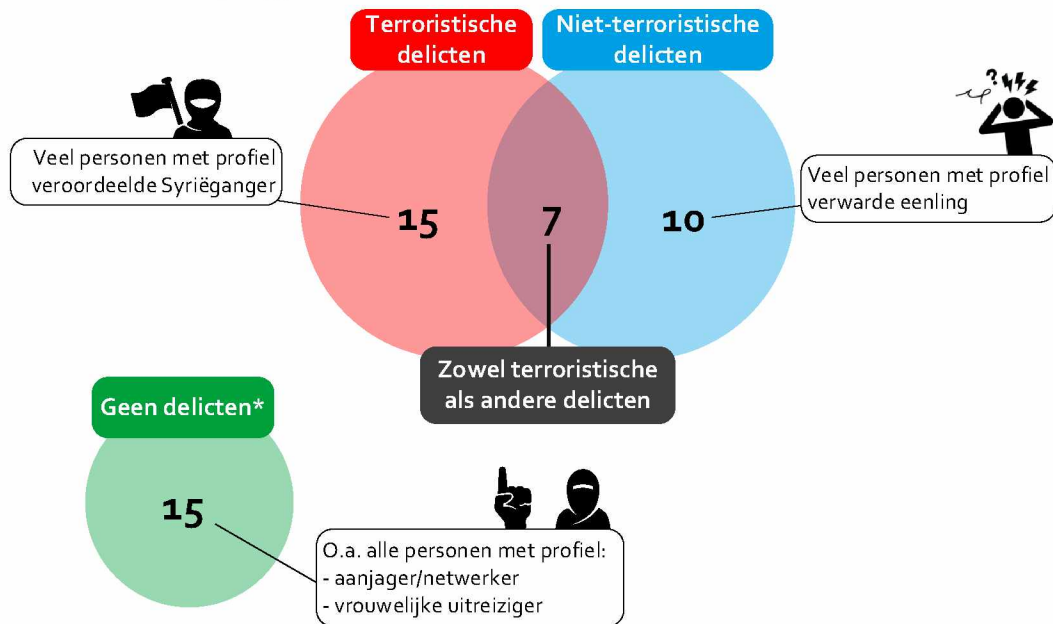 Terroristische
delicten
Niet-terroristische
delicten
?
Veel personen met profiel
veroordeelde Syriëganger
Veel personen met profiel
verwarde eenling
15
7
10
Zowel terroristische
als andere delicten
Geen delicten*
15
O.a. alle personen met profiel:
- aanjager/netwerker
- vrouwelijke uitreiziger